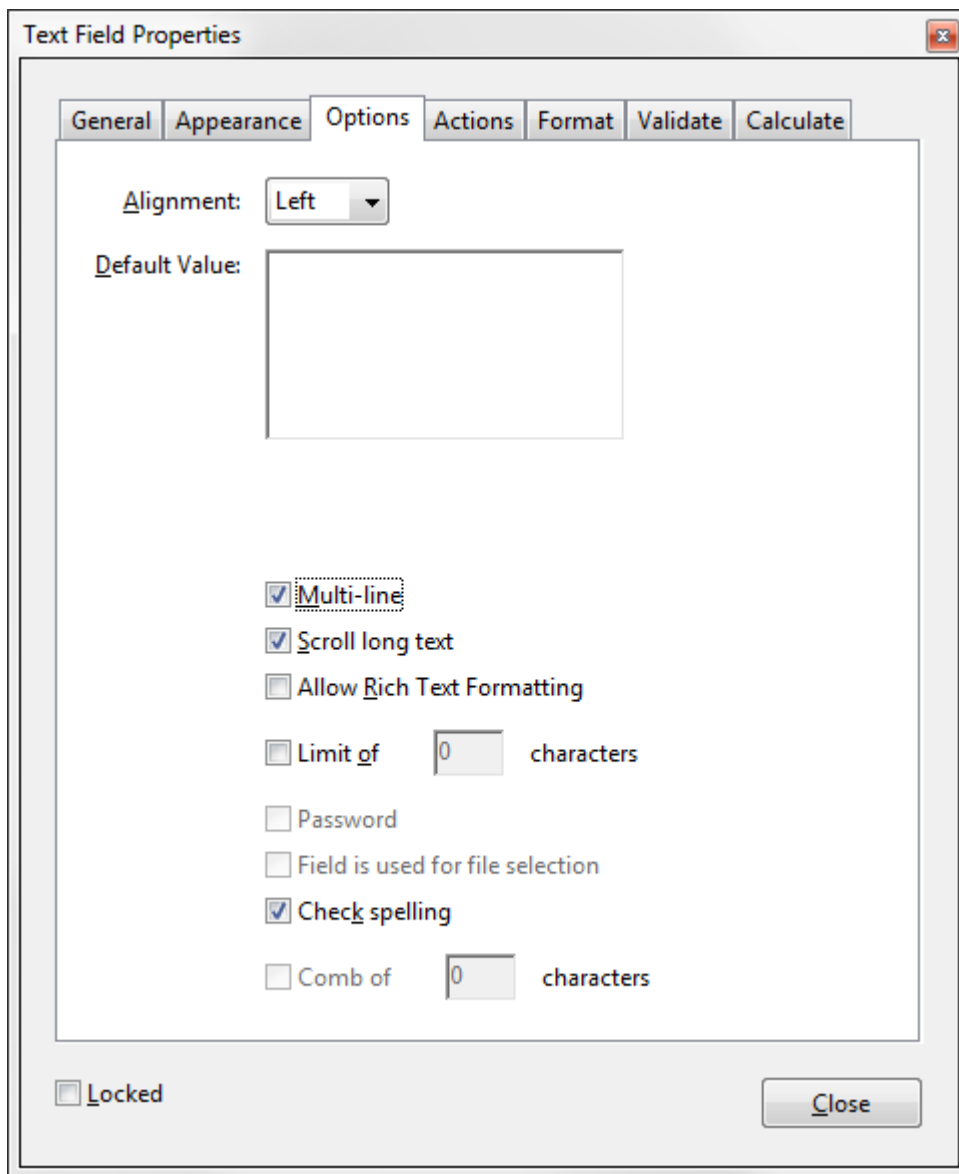 Text Field Properties
General Appearance Options Actions Format Validate Calculate
Alignment: Left
Default Value:
Multi-line
Scroll long text
Allow Rich Text Formatting
Limit of 0 characters
Password
Field is used for file selection
Check spelling
Comb of 0 characters
Locked
Close